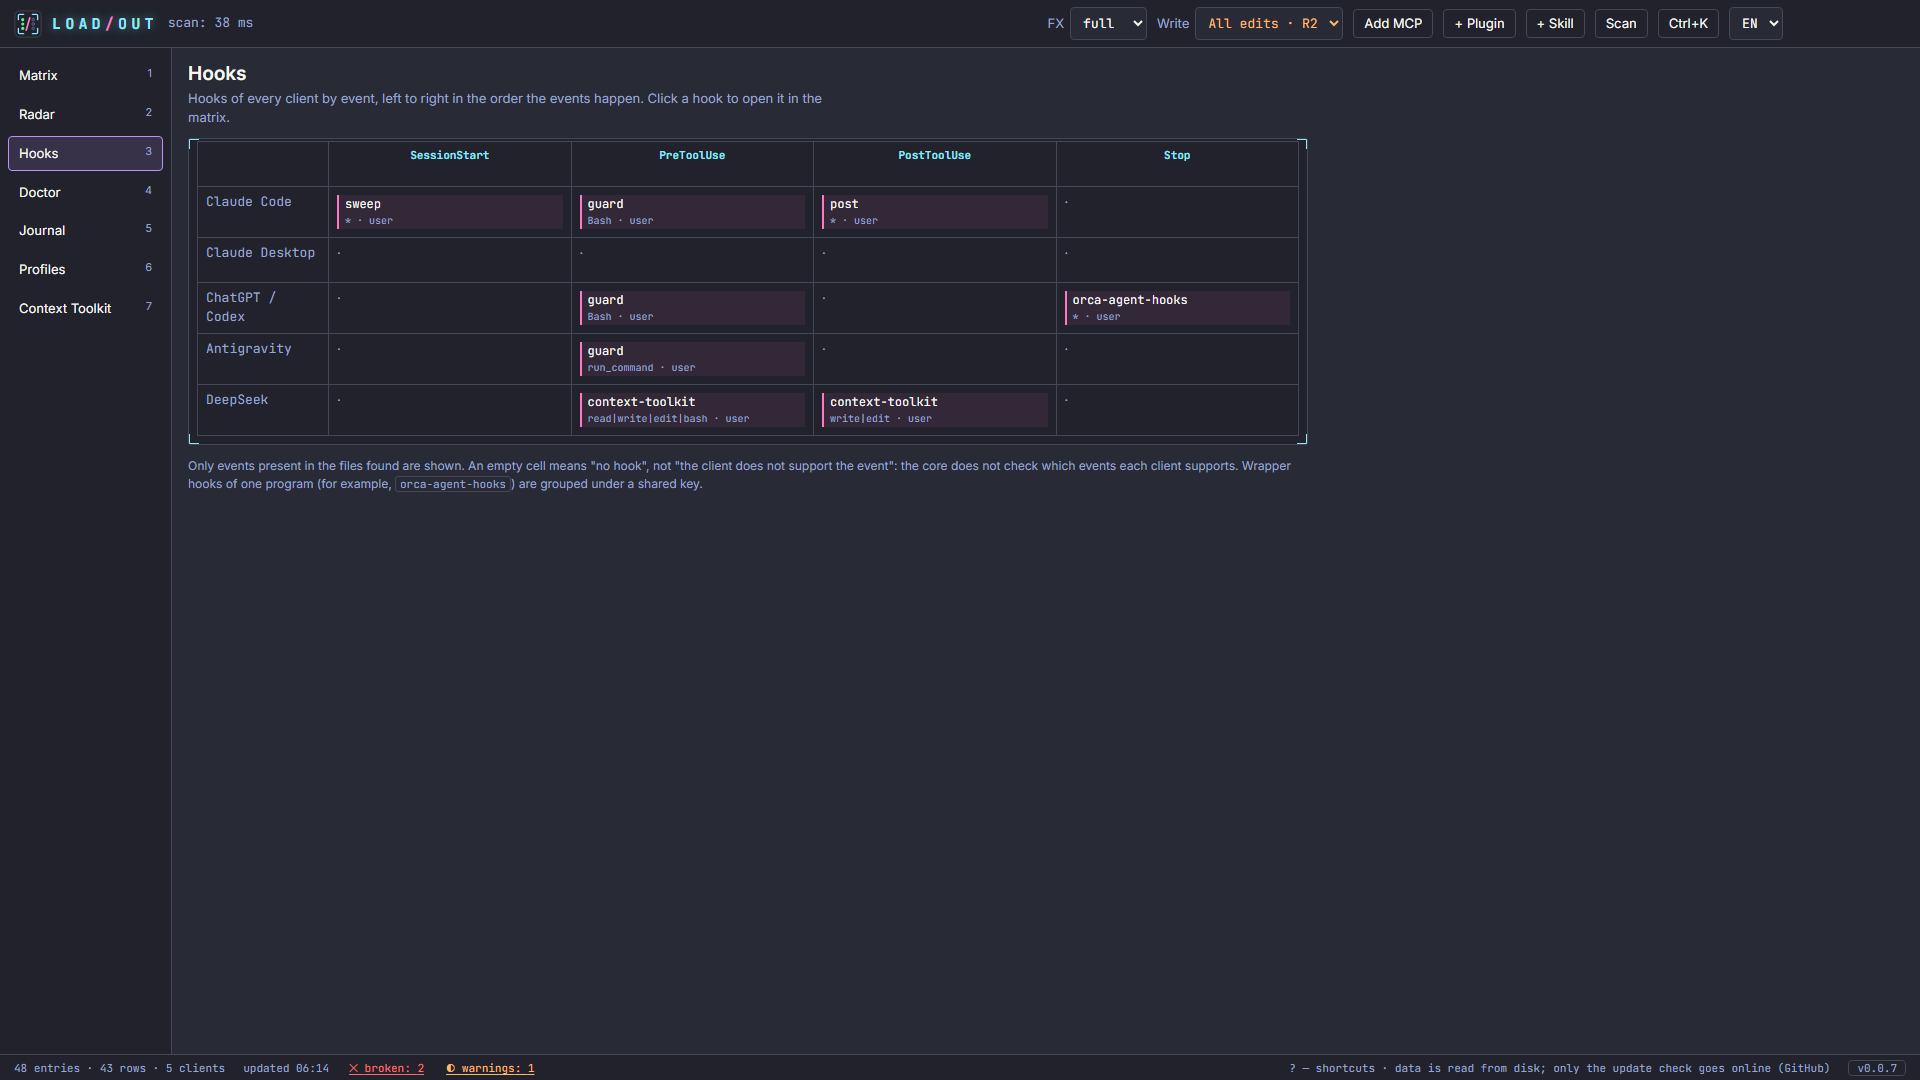 LOAD/OUT scan: 38 ms FX full Write All edits · R2 Add MCP + Plugin + Skill Scan Ctrl+K EN
Matrix 1
Radar 2
Hooks 3
Doctor 4
Journal 5
Profiles 6
Context Toolkit 7
Hooks
Hooks of every client by event, left to right in the order the events happen. Click a hook to open it in the
matrix.
SessionStart PreToolUse PostToolUse Stop
Claude Code sweep guard post ·
* · user Bash · user * · user
Claude Desktop · · · ·
ChatGPT / · guard · orca-agent-hooks
Codex Bash · user * · user
Antigravity · guard · ·
run_command · user
DeepSeek · context-toolkit context-toolkit ·
read|write|edit|bash · user write|edit · user
Only events present in the files found are shown. An empty cell means "no hook", not "the client does not support the event": the core does not check which events each client supports. Wrapper
hooks of one program (for example, orca-agent-hooks) are grouped under a shared key.
48 entries · 43 rows · 5 clients updated 06:14 ✕ broken: 2 ◐ warnings: 1 ? — shortcuts · data is read from disk; only the update check goes online (GitHub) v0.0.7